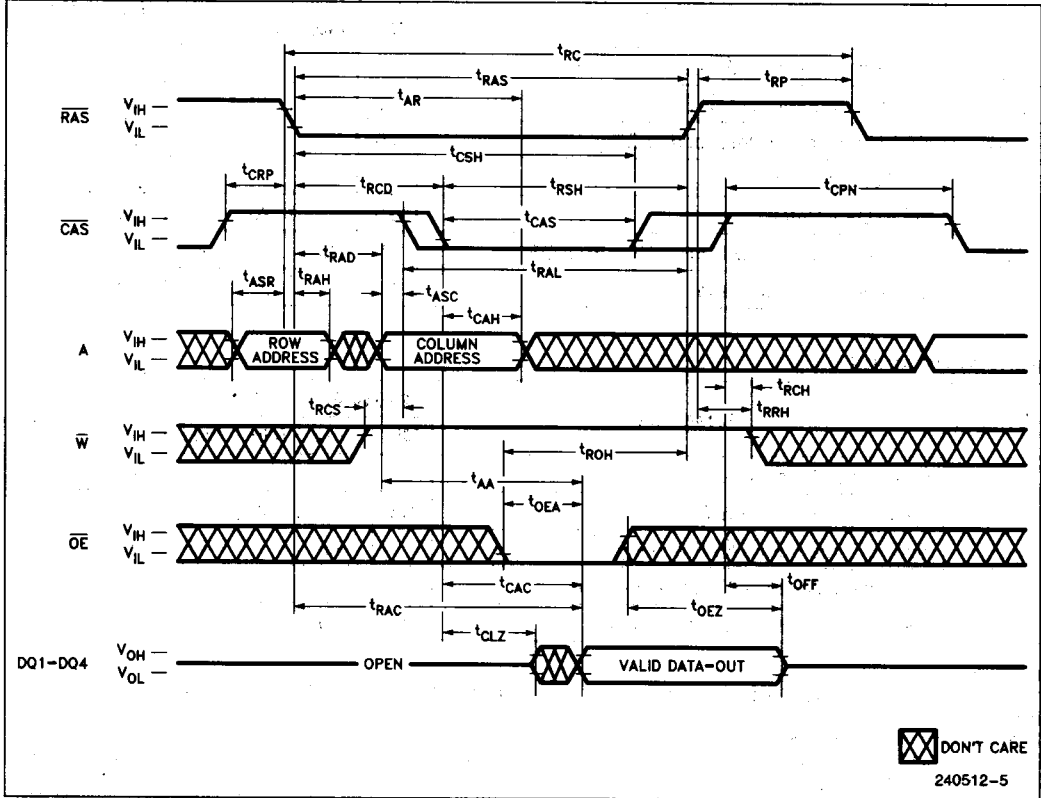 tRC
tRAS
tRP
tAR
RAS
VIH
VIL
tCSH
tCRP
tRCD
tRSH
tCPN
CAS
VIH
VIL
tCAS
tRAD
tRAL
tASR
tRAH
tASC
tCAH
A
VIH
VIL
ROW
ADDRESS
COLUMN
ADDRESS
tRCH
tRCS
tRRH
W
VIH
VIL
tROH
tAA
tOEA
OE
VIH
VIL
tCAC
tOFF
tRAC
tOEZ
tCLZ
DQ1-DQ4
VOH
VOL
OPEN
VALID DATA-OUT
DON'T CARE
240512-5